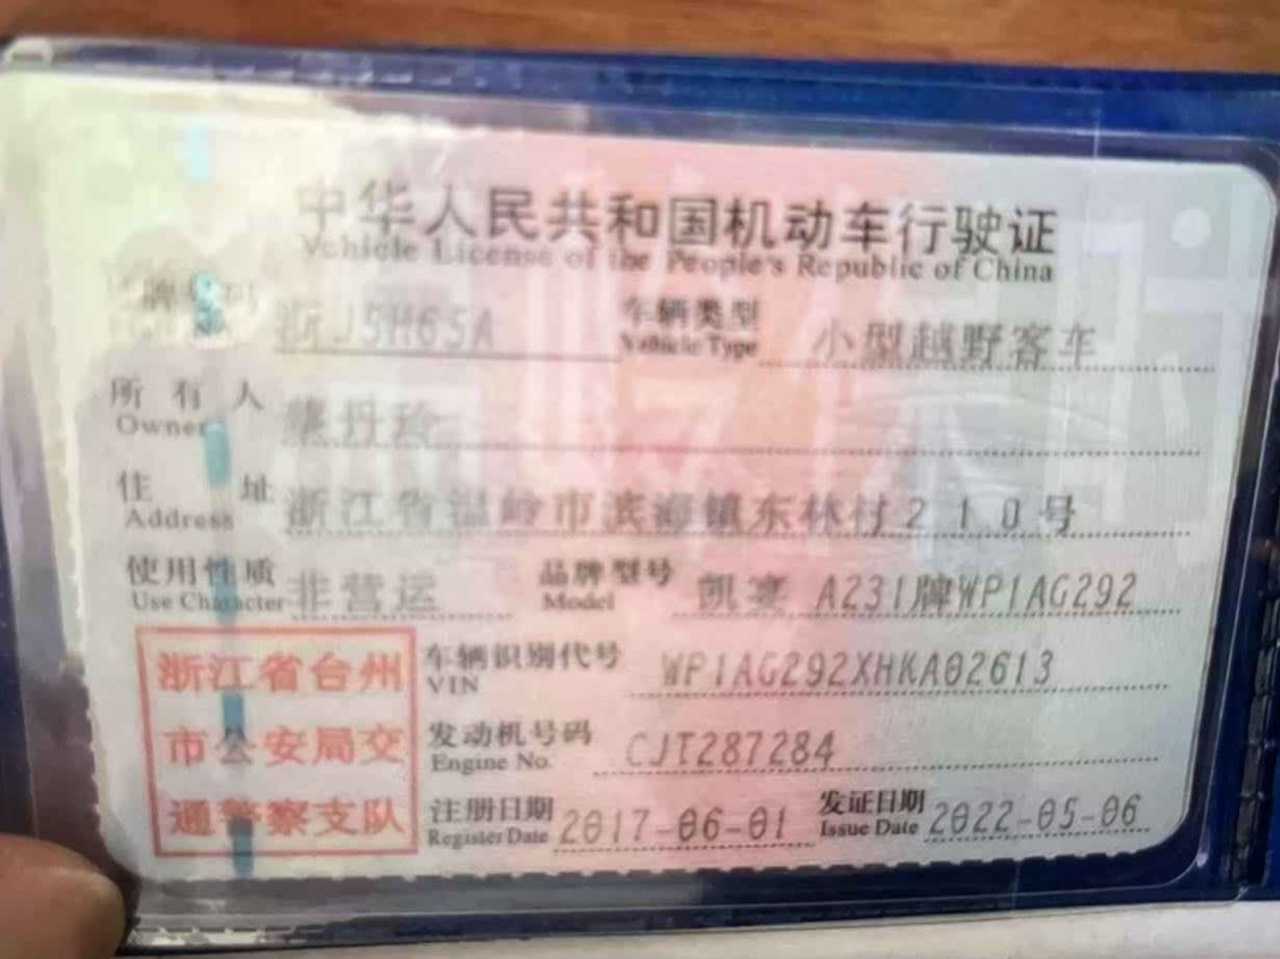 中华人民共和国机动车行驶证
Vehicle License of the People's Republic of China
浙J5H65A 车辆类型 小型越野客车
Vehicle Type
所有人 丹玲
Owner
住址 浙江省温岭市滨海镇东林村210号
Address
使用性质 非营运 品牌型号 凯宴 A231牌WP1AG292
Use Character Model
浙江省台州 车辆识别代号 WP1AG292XHKA02613
VIN
市公安局交 发动机号码 CJT287284
Engine No.
通警察支队 注册日期 2017-06-01 发证日期 2022-05-06
Register Date Issue Date